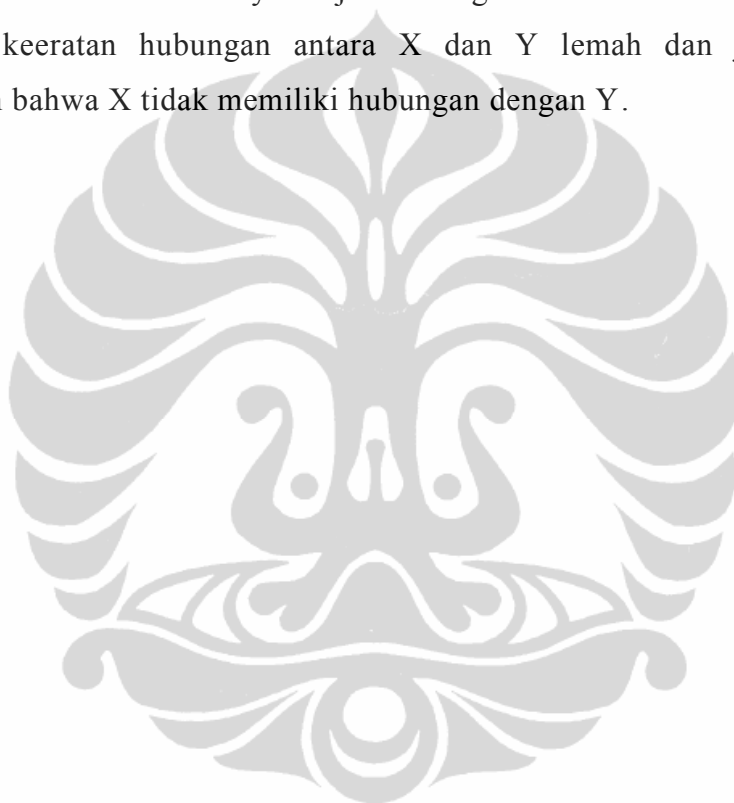 keeratan hubungan antara X dan Y lemah dan
bahwa X tidak memiliki hubungan dengan Y.